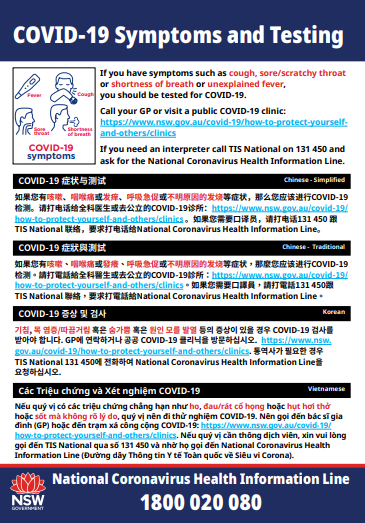 COVID-19 Symptoms and Testing
Fever
Cough
Sore throat
Shortness of breath
COVID-19
symptoms
If you have symptoms such as cough, sore/scratchy throat
or shortness of breath or unexplained fever,
you should be tested for COVID-19.
Call your GP or visit a public COVID-19 clinic:
https://www.nsw.gov.au/covid-19/how-to-protect-yourself-
and-others/clinics
If you need an interpreter call TIS National on 131 450 and
ask for the National Coronavirus Health Information Line.
COVID-19 症状与测试 Chinese - Simplified
如果您有咳嗽、咽喉痛或发痒、呼吸急促或不明原因的发烧等症状，那么您应该进行COVID-19
检测。请打电话给全科医生或去公立的COVID-19诊所：https://www.nsw.gov.au/covid-19/
how-to-protect-yourself-and-others/clinics 。如果您需要口译员，请打电话131 450 跟
TIS National 联络，要求打电话给National Coronavirus Health Information Line。
COVID-19 症狀與測試 Chinese - Traditional
如果您有咳嗽、咽喉痛或發癢、呼吸急促或不明原因的發燒等症狀，那麼您應該進行COVID-19
檢測。請打電話給全科醫生或去公立的COVID-19診所：https://www.nsw.gov.au/covid-19/
how-to-protect-yourself-and-others/clinics。如果您需要口譯員，請打電話131 450跟
TIS National 聯絡，要求打電話給National Coronavirus Health Information Line。
COVID-19 증상 및 검사 Korean
기침, 목 염증/따끔거림 혹은 숨가쁨 혹은 원인 모를 발열 등의 증상이 있을 경우 COVID-19 검사를
받아야 합니다. GP에 연락하거나 공공 COVID-19 클리닉을 방문하십시오. https://www.nsw.
gov.au/covid-19/how-to-protect-yourself-and-others/clinics. 통역사가 필요한 경우
TIS National 131 450에 전화하여 National Coronavirus Health Information Line을
요청하십시오.
Các Triệu chứng và Xét nghiệm COVID-19 Vietnamese
Nếu quý vị có các triệu chứng chẳng hạn như ho, đau/rát cổ họng hoặc hụt hơi thở
hoặc sốt mà không rõ lý do, quý vị nên đi thử nghiệm COVID-19. Nên gọi đến bác sĩ gia
đình (GP) hoặc đến trạm xá công cộng COVID-19: https://www.nsw.gov.au/covid-19/
how-to-protect-yourself-and-others/clinics. Nếu quý vị cần thông dịch viên, xin vui lòng
gọi đến TIS National qua số 131 450 và nhờ họ gọi đến National Coronavirus Health
Information Line (Đường dây Thông tin Y tế Toàn quốc về Siêu vi Corona).
NSW
GOVERNMENT
National Coronavirus Health Information Line
1800 020 080